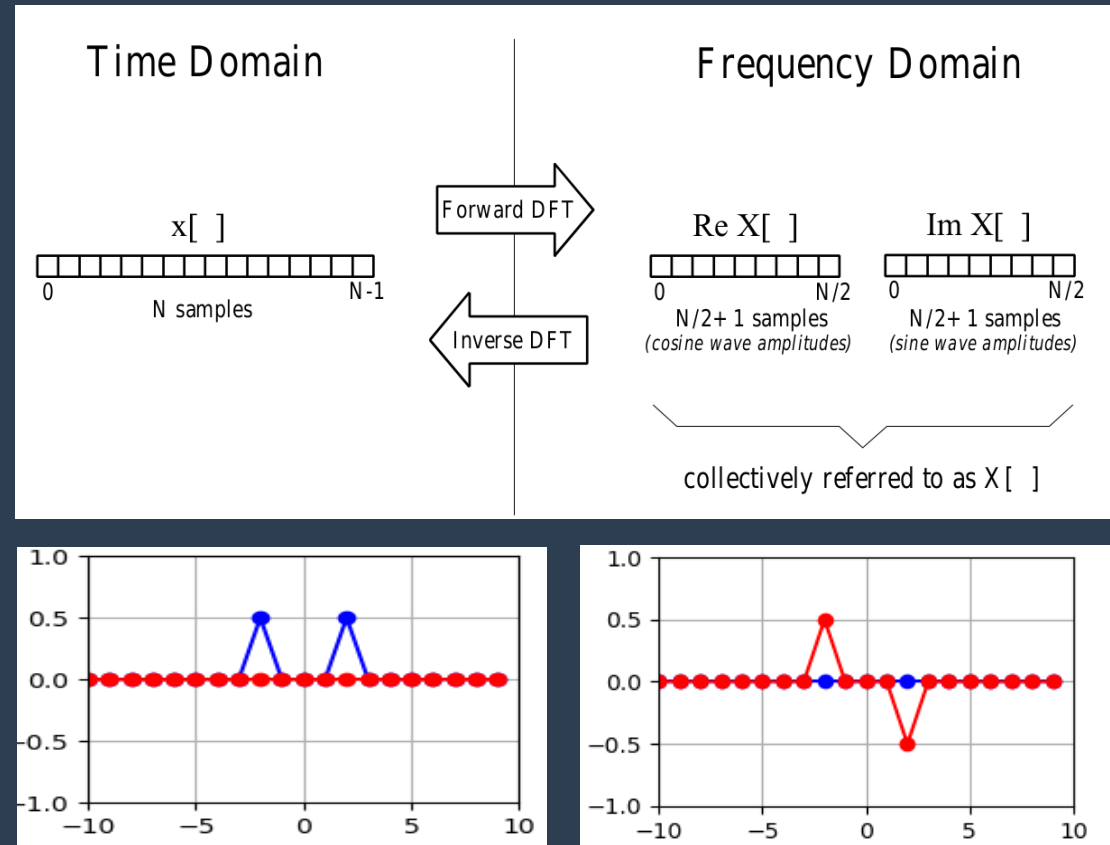 Time Domain
Frequency Domain
Forward DFT
x[ ]
Re X[ ]
Im X[ ]
0
N-1
N samples
0
N/2
0
N/2
N/2+1 samples
N/2+1 samples
Inverse DFT
(cosine wave amplitudes)
(sine wave amplitudes)
collectively referred to as X[ ]
1.0
0.5
0.0
-0.5
-1.0
−10
−5
0
5
10
1.0
0.5
0.0
−0.5
−1.0
−10
−5
0
5
10